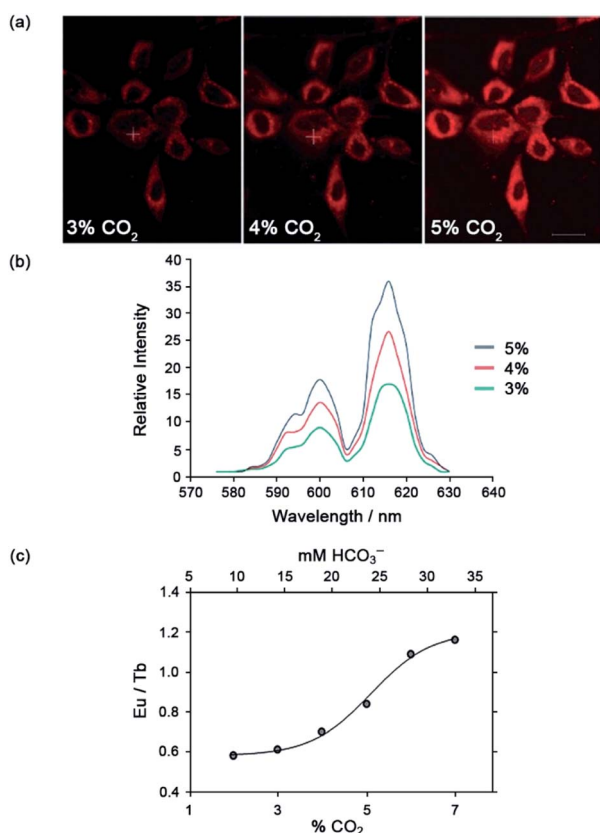 (a)
3% CO₂ 4% CO₂ 5% CO₂
(b)
40
35
30
25
20
15
10
5
0
Relative Intensity
5%
4%
3%
570 580 590 600 610 620 630 640
Wavelength / nm
(c)
mM HCO₃⁻
5 10 15 20 25 30 35
1.4
1.2
1.0
0.8
0.6
0.4
Eu / Tb
1 3 5 7
% CO₂